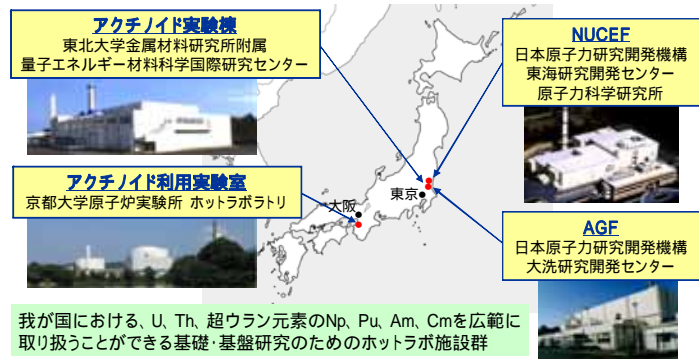 アクチノイド実験棟
東北大学金属材料研究所附属
量子エネルギー材料科学国際研究センター
NUCEF
日本原子力研究開発機構
東海研究開発センター
原子力科学研究所
アクチノイド利用実験室
京都大学原子炉実験所 ホットラボラトリ
大阪
東京
AGF
日本原子力研究開発機構
大洗研究開発センター
我が国における、U、Th、超ウラン元素のNp、Pu、Am、Cmを広範に
取り扱うことができる基礎・基盤研究のためのホットラボ施設群